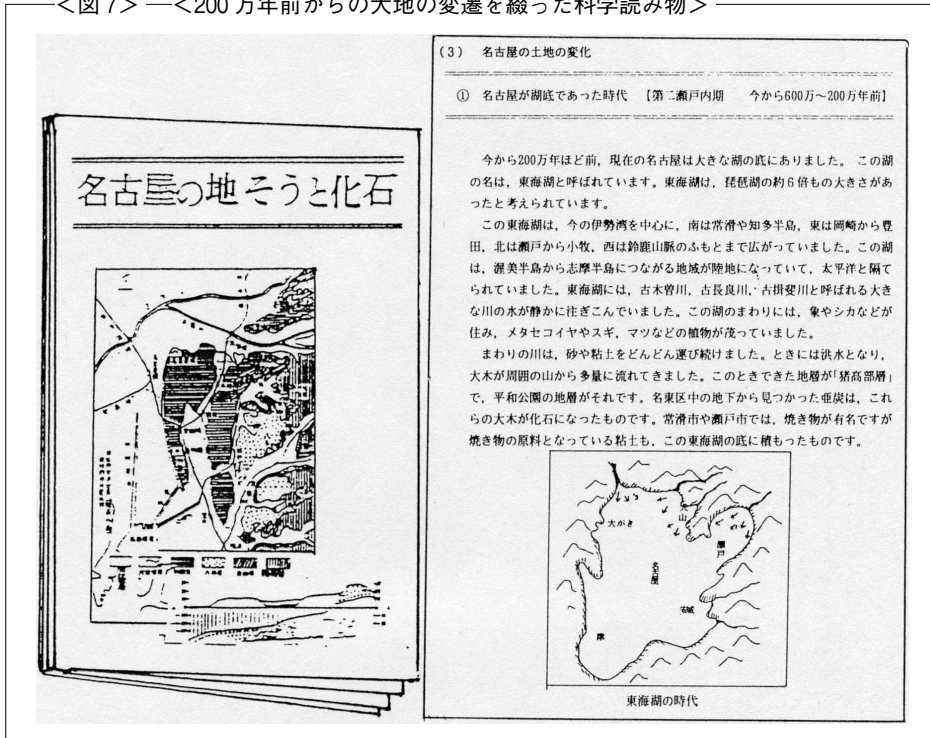 <図7> <200万年前からの大地の変遷を綴った科学読み物>
名古屋の地そうと化石
(3) 名古屋の土地の変化
① 名古屋が湖底であった時代 【第二瀬戸内期 今から600万～200万年前】
今から200万年ほど前，現在の名古屋は大きな湖の底にありました。 この湖
の名は，東海湖と呼ばれています。東海湖は，琵琶湖の約6倍もの大きさがあ
ったと考えられています。
この東海湖は，今の伊勢湾を中心に，南は常滑や知多半島，東は岡崎から豊
田，北は瀬戸から小牧，西は鈴鹿山脈のふもとまで広がっていました。この湖
は，渥美半島から志摩半島につながる地域が陸地になっていて，太平洋と隔て
られていました。東海湖には，古木曽川，古長良川，古揖斐川と呼ばれる大き
な川の水が静かに注ぎこんでいました。この湖のまわりには，象やシカなどが
住み，メタセコイヤやスギ，マツなどの植物が茂っていました。
まわりの川は，砂や粘土をどんどん運び続けました。ときには洪水となり，
大木が周囲の山から多量に流れてきました。このときできた地層が「猪高部層」
で，平和公園の地層がそれです。名東区中の地下から見つかった亜炭は，これ
らの大木が化石になったものです。常滑市や瀬戸市では，焼き物が有名ですが
焼き物の原料となっている粘土も，この東海湖の底に積もったものです。
大がき
山
瀬戸
名古屋
安城
東海湖の時代